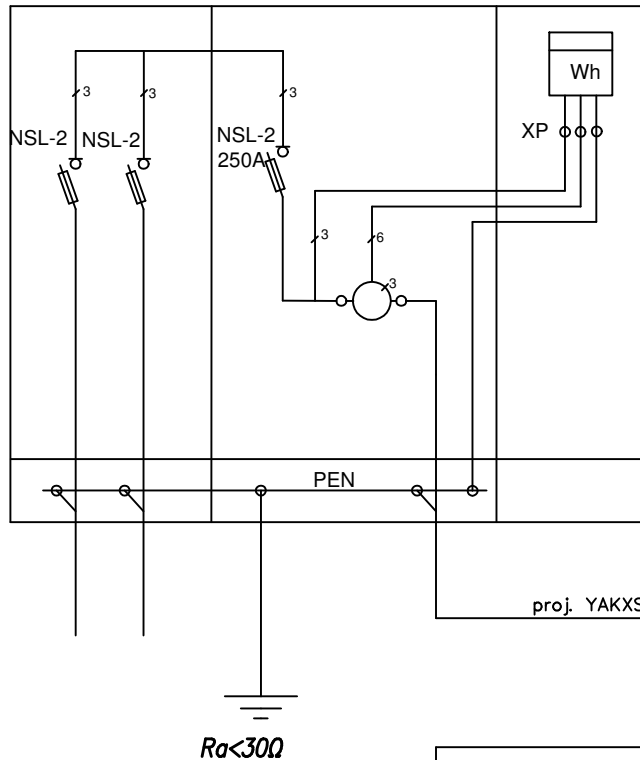 3
3
3
Wh
NSL-2
NSL-2
NSL-2
250A
XP
3
6
3
PEN
proj. YAKXS
Ra<30Ω